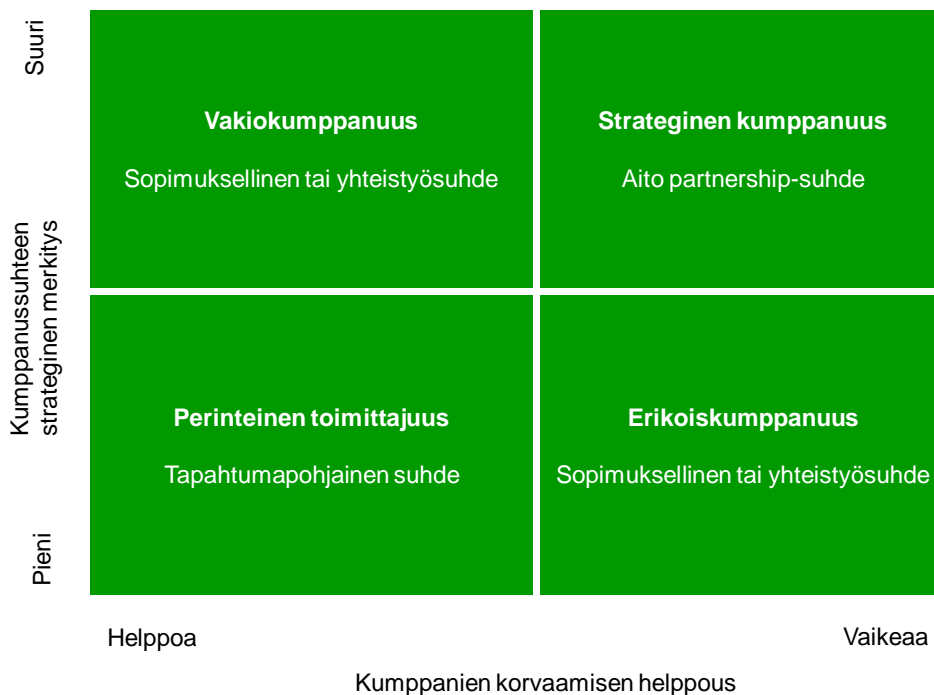 Suuri
Kumppanussuhteen
strateginen merkitys
Pieni
Vakiokumppanuus
Sopimuksellinen tai yhteistyösuhde
Strateginen kumppanuus
Aito partnership-suhde
Perinteinen toimittajuus
Tapahtumapohjainen suhde
Erikoiskumppanuus
Sopimuksellinen tai yhteistyösuhde
Helppoa
Vaikeaa
Kumppanien korvaamisen helppous